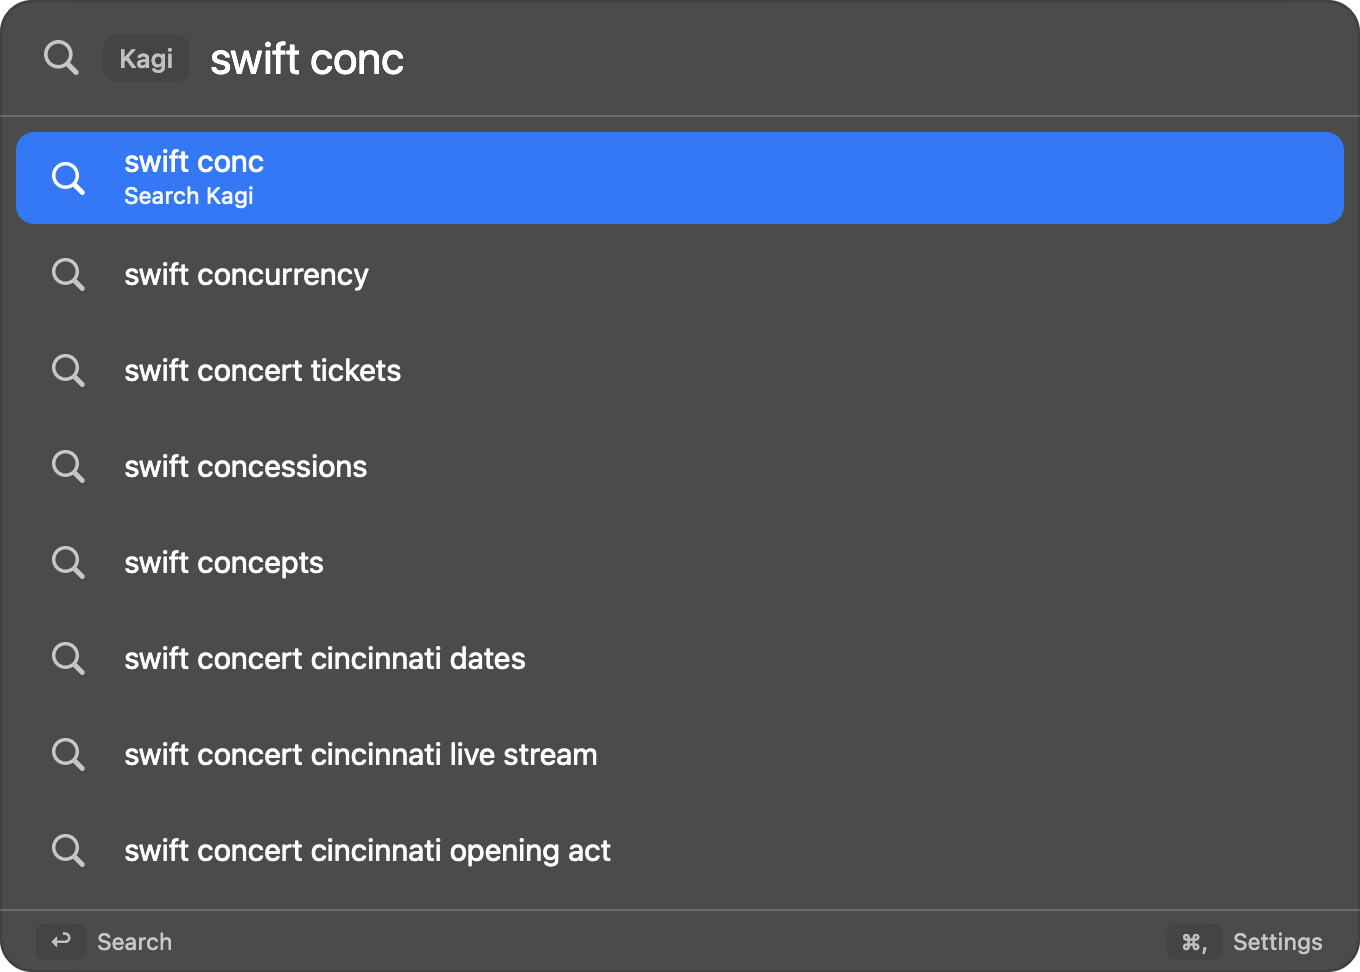 Kagi swift conc
swift conc
Search Kagi
swift concurrency
swift concert tickets
swift concessions
swift concepts
swift concert cincinnati dates
swift concert cincinnati live stream
swift concert cincinnati opening act
↩ Search ⌘, Settings